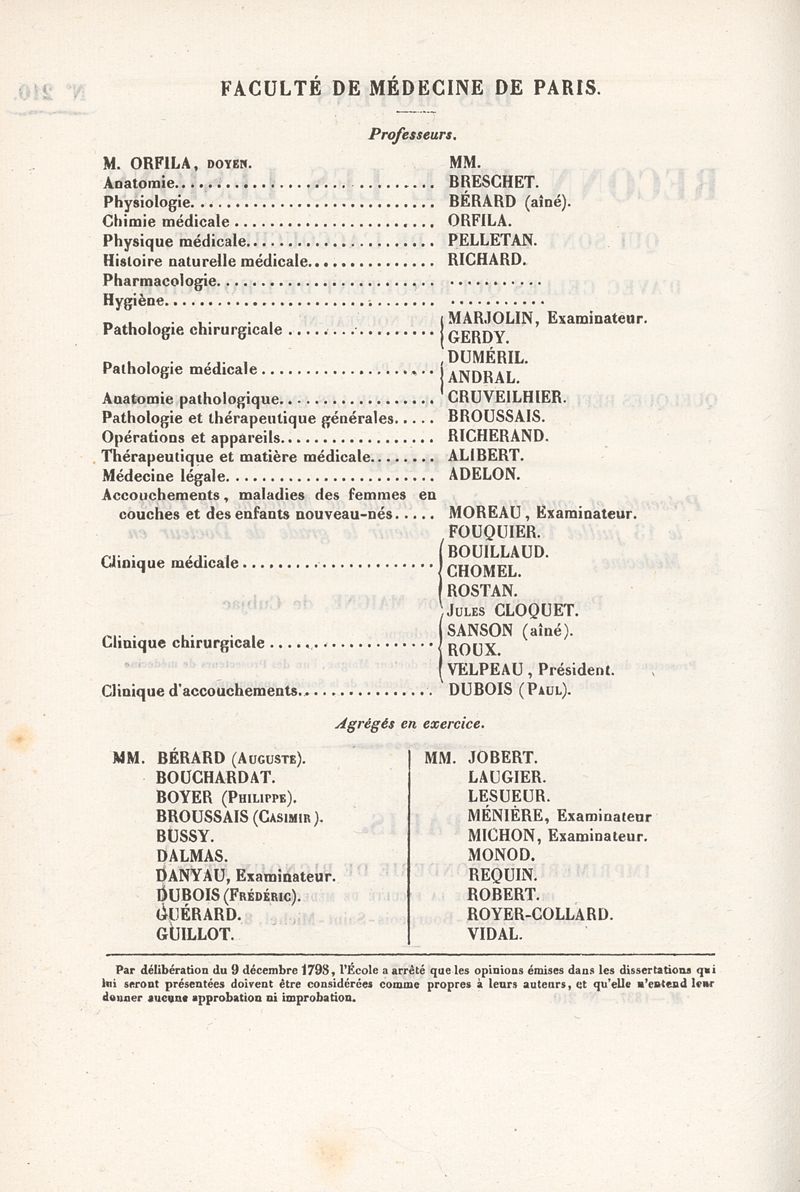 FACULTÉ DE MÉDECINE DE PARIS.
Professeurs.
M. ORFILA, DOYEN. MM.
Anatomie........................... BRESCHET.
Physiologie........................... BÉRARD (aîné).
Chimie médicale ....................... ORFILA.
Physique médicale..................... PELLETAN.
Histoire naturelle médicale............... RICHARD.
Pharmacologie......................... ...........
Hygiène.............................. ...........
Pathologie chirurgicale ................. MARJOLIN, Examinateur.
GERDY.
Pathologie médicale .................... DUMÉRIL.
ANDRAL.
Anatomie pathologique.................. CRUVEILHIER.
Pathologie et thérapeutique générales..... BROUSSAIS.
Opérations et appareils.................. RICHERAND.
Thérapeutique et matière médicale........ ALIBERT.
Médecine légale........................ ADELON.
Accouchements, maladies des femmes en
couches et des enfants nouveau-nés..... MOREAU, Examinateur.
Clinique médicale...................... FOUQUIER.
BOUILLAUD.
CHOMEL.
ROSTAN.
Clinique chirurgicale ................... JULES CLOQUET.
SANSON (aîné).
ROUX.
VELPEAU, Président.
Clinique d'accouchements................ DUBOIS (PAUL).
Agrégés en exercice.
MM. BÉRARD (AUGUSTE).
BOUCHARDAT.
BOYER (PHILIPPE).
BROUSSAIS (CASIMIR).
BUSSY.
DALMAS.
DANYAU, Examinateur.
DUBOIS (FRÉDÉRIC).
GUÉRARD.
GUILLOT.
MM. JOBERT.
LAUGIER.
LESUEUR.
MÉNIÈRE, Examinateur
MICHON, Examinateur.
MONOD.
REQUIN.
ROBERT.
ROYER-COLLARD.
VIDAL.
Par délibération du 9 décembre 1798, l'École a arrêté que les opinions émises dans les dissertations qui
lui seront présentées doivent être considérées comme propres à leurs auteurs, et qu'elle n'entend leur
donner aucune approbation ni improbation.